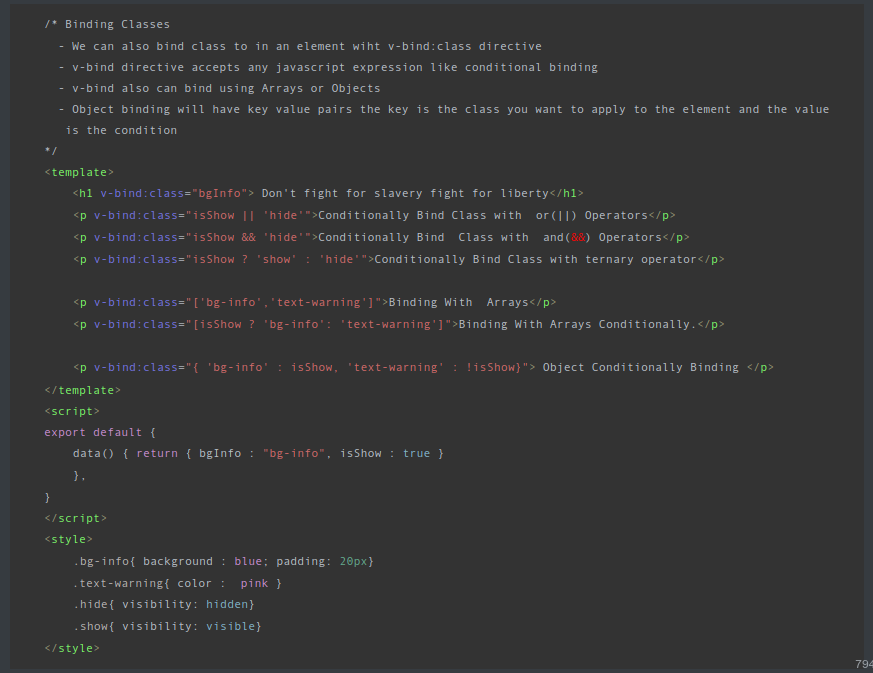 /* Binding Classes
- We can also bind class to in an element wiht v-bind:class directive
- v-bind directive accepts any javascript expression like conditional binding
- v-bind also can bind using Arrays or Objects
- Object binding will have key value pairs the key is the class you want to apply to the element and the value
is the condition
*/
<template>
<h1 v-bind:class="bgInfo"> Don't fight for slavery fight for liberty</h1>
<p v-bind:class="isShow || 'hide'">Conditionally Bind Class with  or(||) Operators</p>
<p v-bind:class="isShow && 'hide'">Conditionally Bind  Class with  and(&&) Operators</p>
<p v-bind:class="isShow ? 'show' : 'hide'">Conditionally Bind Class with ternary operator</p>
<p v-bind:class="['bg-info','text-warning']">Binding With  Arrays</p>
<p v-bind:class="[isShow ? 'bg-info': 'text-warning']">Binding With Arrays Conditionally.</p>
<p v-bind:class="{ 'bg-info' : isShow, 'text-warning' : !isShow}"> Object Conditionally Binding </p>
</template>
<script>
export default {
data() { return { bgInfo : "bg-info", isShow : true }
},
}
</script>
<style>
.bg-info{ background : blue; padding: 20px}
.text-warning{ color :  pink }
.hide{ visibility: hidden}
.show{ visibility: visible}
</style>
794